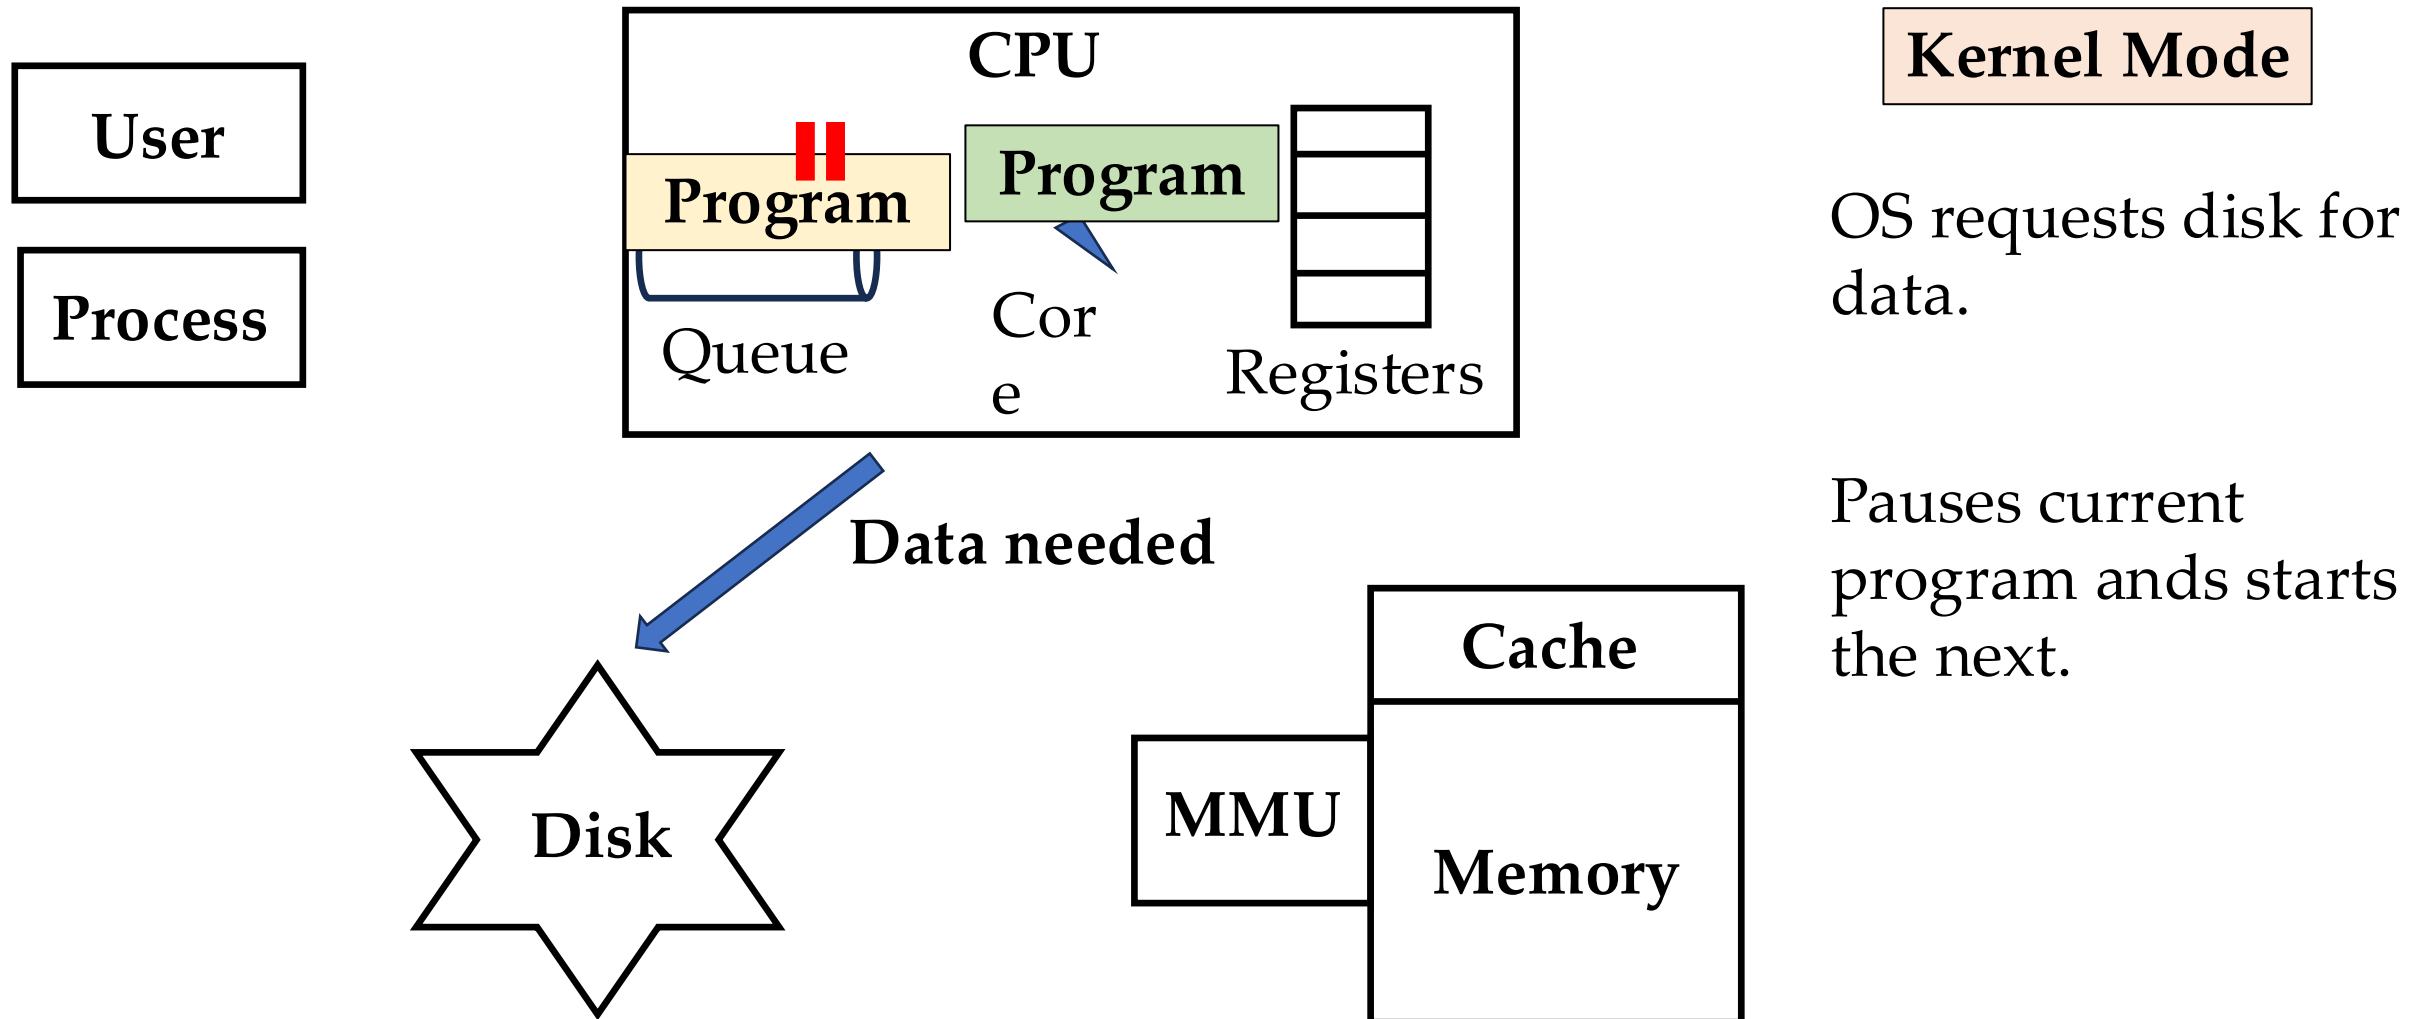 User
Process
CPU
Program
Program
Queue
Cor
e
Registers
Data needed
Disk
MMU
Cache
Memory
Kernel Mode
OS requests disk for
data.
Pauses current
program ands starts
the next.